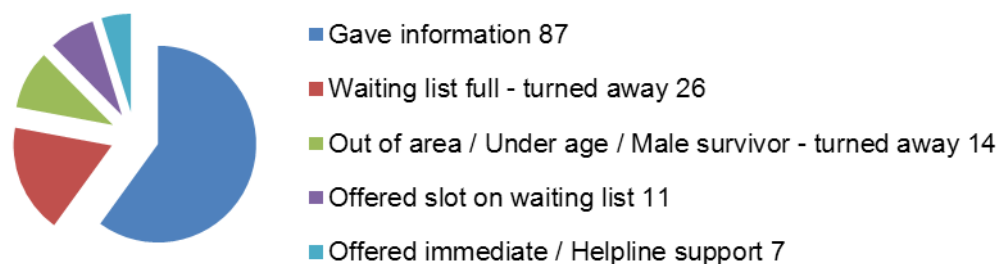 Gave information 87
Waiting list full - turned away 26
Out of area / Under age / Male survivor - turned away 14
Offered slot on waiting list 11
Offered immediate / Helpline support 7